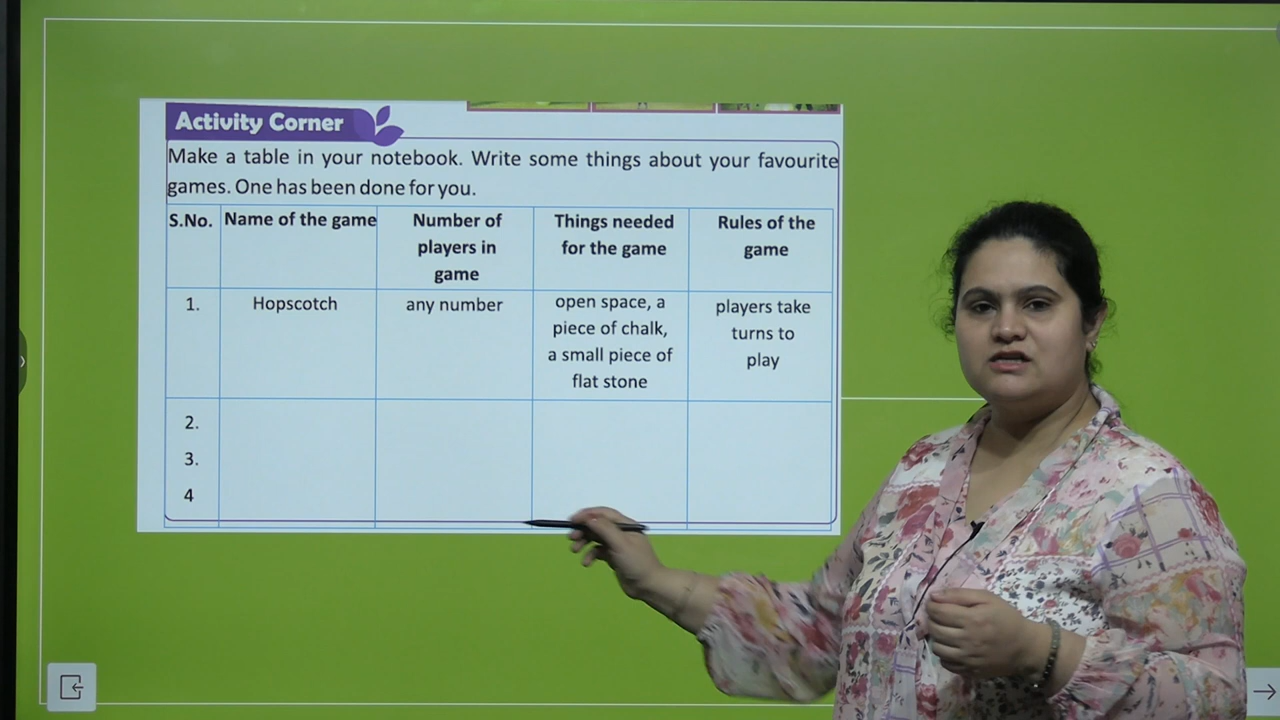 Activity Corner
Make a table in your notebook. Write some things about your favourite
games. One has been done for you.
S.No.
Name of the game
Number of
players in
game
Things needed
for the game
Rules of the
game
1.
Hopscotch
any number
open space, a
piece of chalk,
a small piece of
flat stone
players take
turns to
play
2.
3.
4